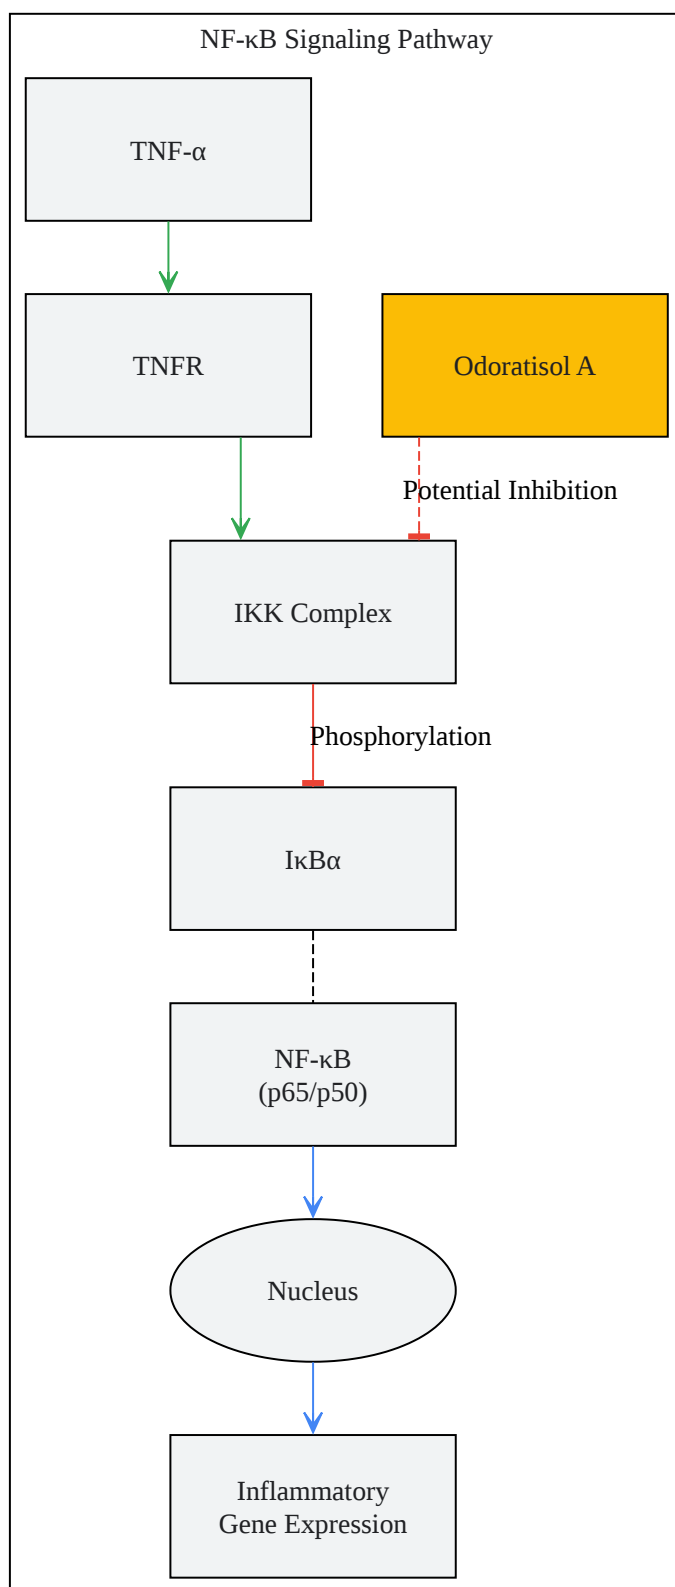 NF-κB Signaling Pathway
TNF-α
TNFR
Odoratisol A
Potential Inhibition
IKK Complex
Phosphorylation
IκBα
NF-κB
(p65/p50)
Nucleus
Inflammatory
Gene Expression